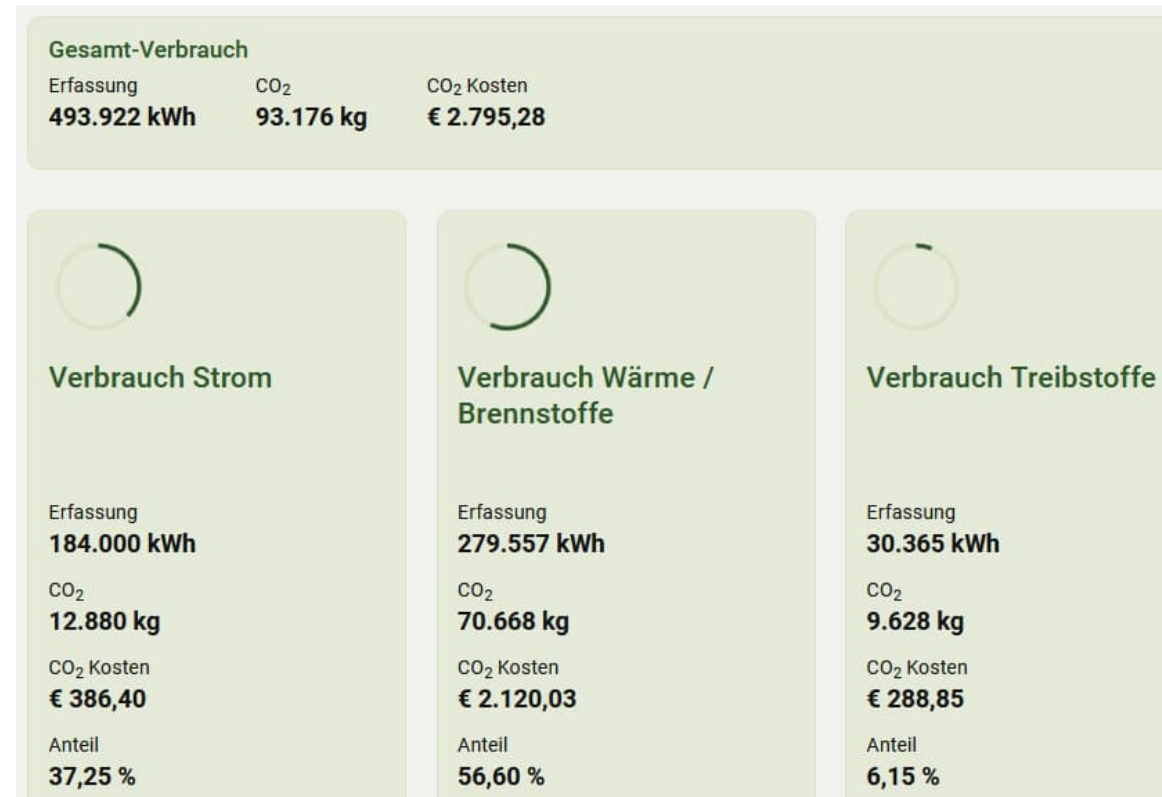 Gesamt-Verbrauch
Erfassung CO₂ CO₂ Kosten
493.922 kWh 93.176 kg € 2.795,28
Verbrauch Strom
Erfassung
184.000 kWh
CO₂
12.880 kg
CO₂ Kosten
€ 386,40
Anteil
37,25 %
Verbrauch Wärme /
Brennstoffe
Erfassung
279.557 kWh
CO₂
70.668 kg
CO₂ Kosten
€ 2.120,03
Anteil
56,60 %
Verbrauch Treibstoffe
Erfassung
30.365 kWh
CO₂
9.628 kg
CO₂ Kosten
€ 288,85
Anteil
6,15 %